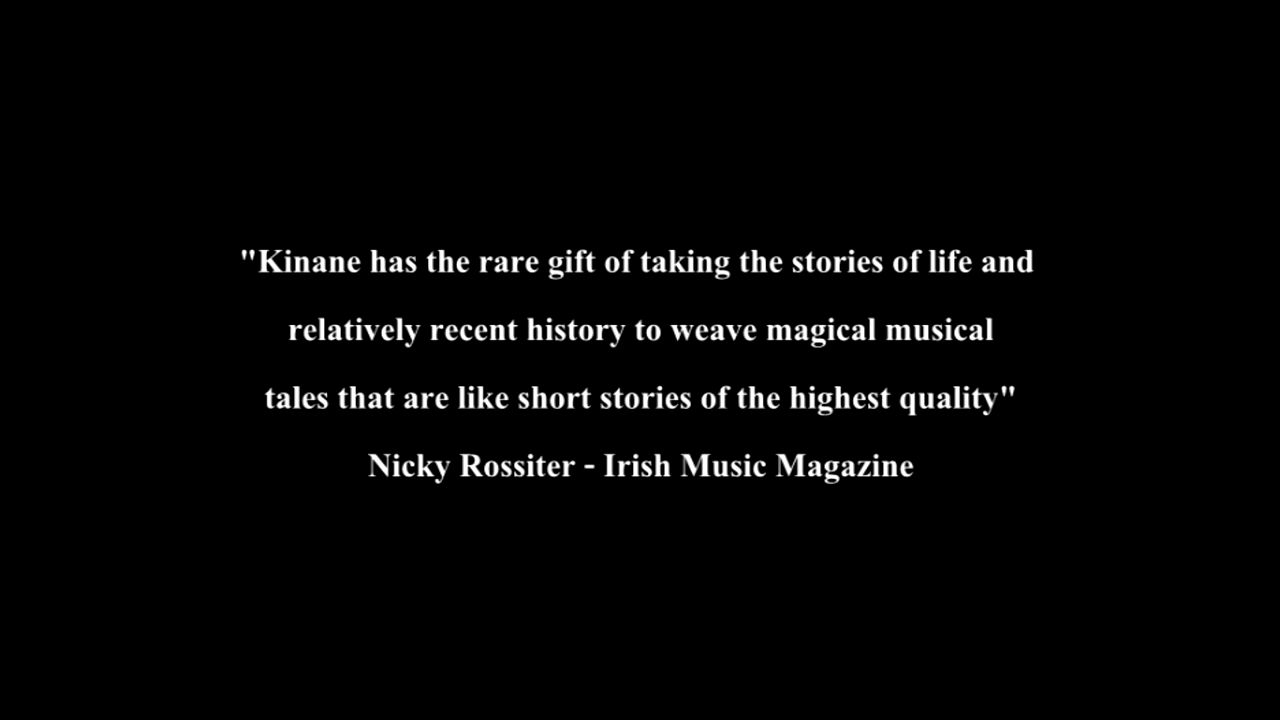 "Kinane has the rare gift of taking the stories of life and
relatively recent history to weave magical musical
tales that are like short stories of the highest quality"
Nicky Rossiter - Irish Music Magazine